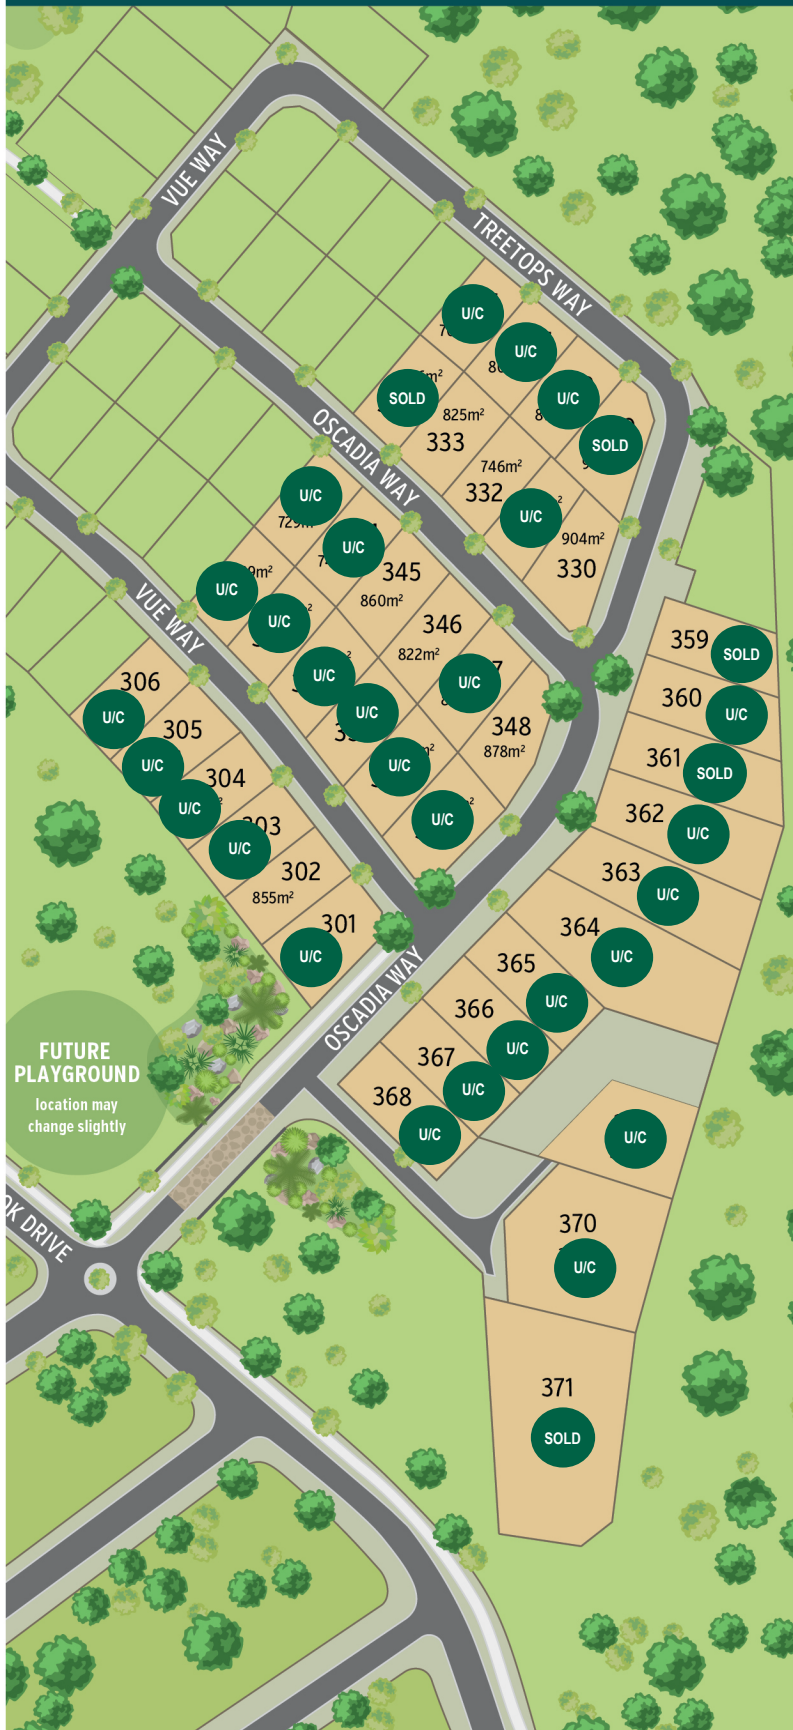 VUE WAY
TREETOPS WAY
U/C
U/C
U/C
SOLD
SOLD
825m²
333
OSCADIA WAY
746m²
332
U/C
904m²
330
U/C
729m²
U/C
345
860m²
346
822m²
U/C
348
878m²
U/C
U/C
U/C
U/C
U/C
U/C
VUE WAY
306
U/C
305
U/C
304
U/C
U/C
302
855m²
301
U/C
359
SOLD
360
U/C
361
SOLD
362
U/C
363
U/C
364
U/C
365
U/C
366
U/C
367
U/C
368
U/C
OSCADIA WAY
FUTURE
PLAYGROUND
location may
change slightly
U/C
370
U/C
371
SOLD
OK DRIVE